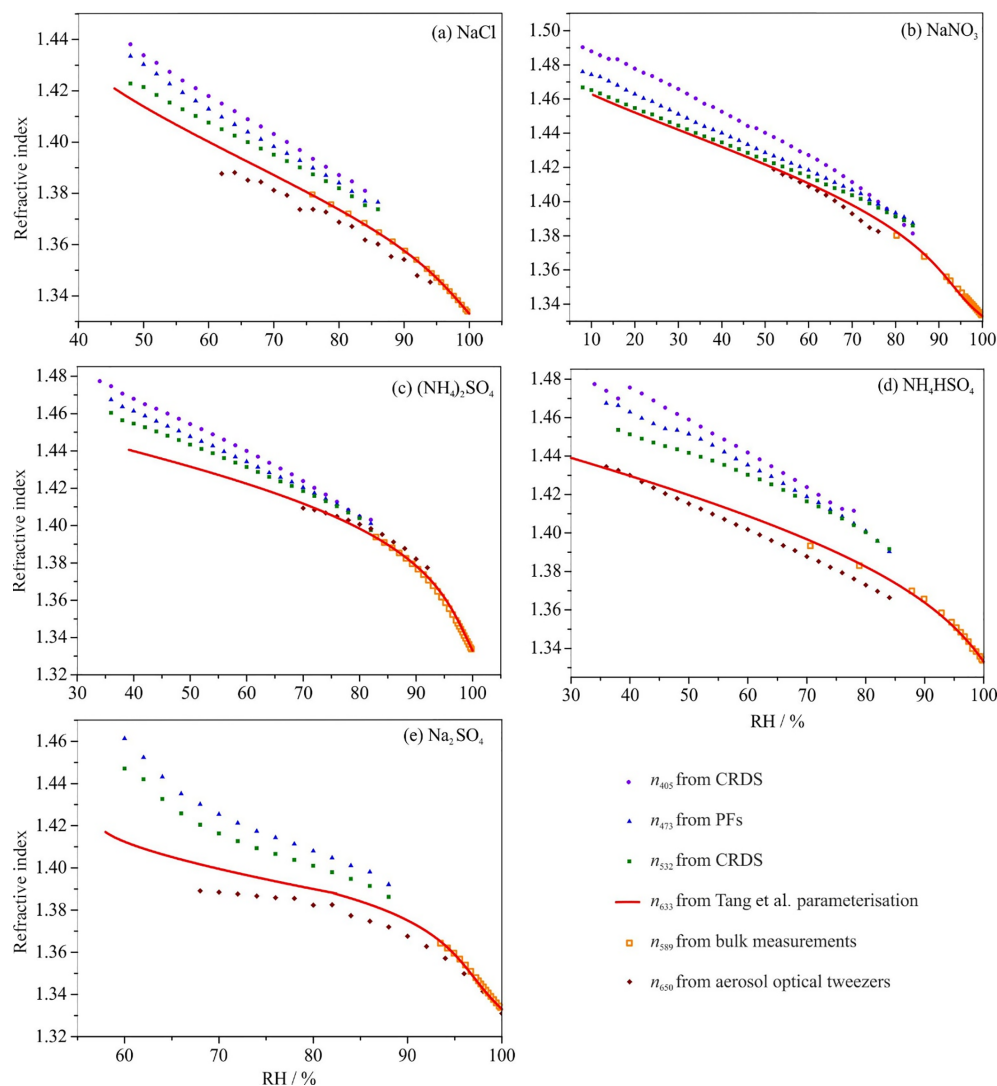 (a) NaCl
Refractive index
1.44
1.42
1.40
1.38
1.36
1.34
40 50 60 70 80 90 100
(b) NaNO3
1.50
1.48
1.46
1.44
1.42
1.40
1.38
1.36
1.34
10 20 30 40 50 60 70 80 90 100
(c) (NH4)2SO4
Refractive index
1.48
1.46
1.44
1.42
1.40
1.38
1.36
1.34
1.32
30 40 50 60 70 80 90 100
(d) NH4HSO4
1.48
1.46
1.44
1.42
1.40
1.38
1.36
1.34
30 40 50 60 70 80 90 100
RH / %
(e) Na2SO4
Refractive index
1.46
1.44
1.42
1.40
1.38
1.36
1.34
1.32
60 70 80 90 100
RH / %
n405 from CRDS
n473 from PFs
n532 from CRDS
n633 from Tang et al. parameterisation
n589 from bulk measurements
n650 from aerosol optical tweezers